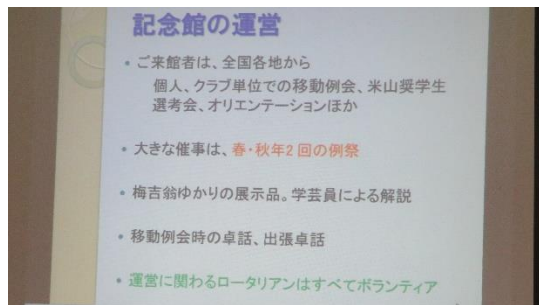 記念館の運営
・ご来館者は、全国各地から
個人、クラブ単位での移動例会、米山奨学生
選考会、オリエンテーションほか
・大きな催事は、春・秋年2回の例祭
・梅吉翁ゆかりの展示品。学芸員による解説
・移動例会時の卓話、出張卓話
・運営に関わるロータリアンはすべてボランティア